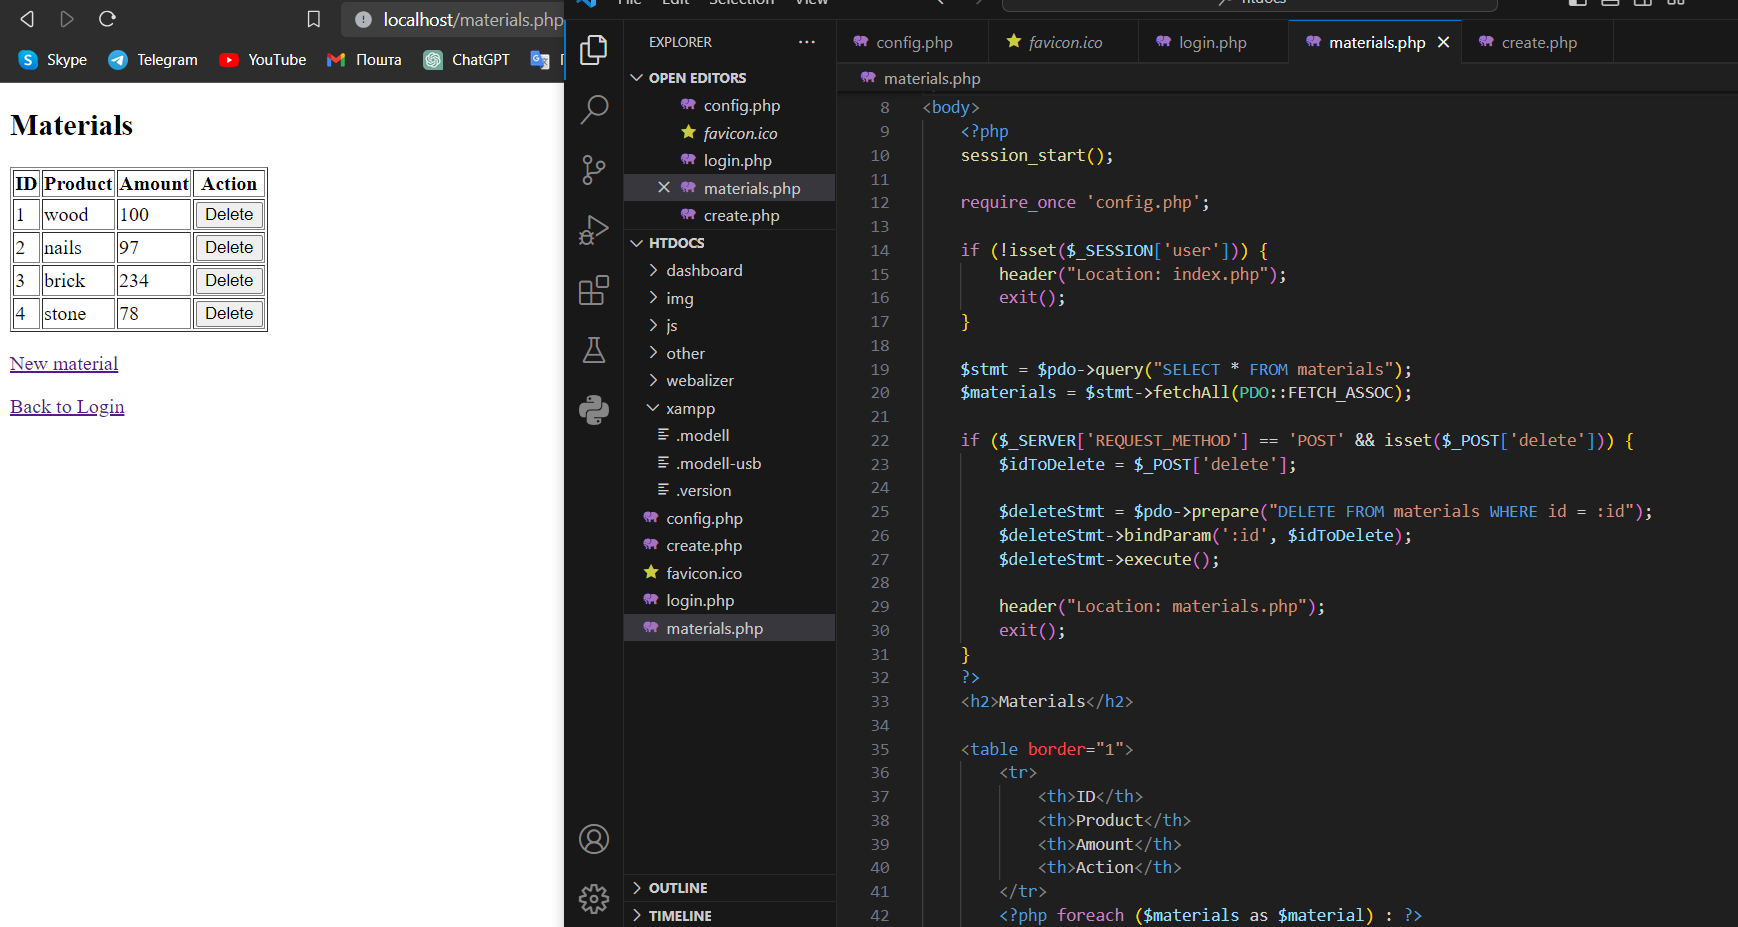 localhost/materials.php
Skype
Telegram
YouTube
Пошта
ChatGPT
Materials
ID Product Amount Action
1 wood 100 Delete
2 nails 97 Delete
3 brick 234 Delete
4 stone 78 Delete
New material
Back to Login
File Edit Selection View
htdocs
EXPLORER
OPEN EDITORS
config.php
favicon.ico
login.php
materials.php
create.php
HTDOCS
dashboard
img
js
other
webalizer
xampp
.modell
.modell-usb
.version
config.php
create.php
favicon.ico
login.php
materials.php
OUTLINE
TIMELINE
config.php
favicon.ico
login.php
materials.php
create.php
materials.php
8 <body>
9 <?php
10 session_start();
11
12 require_once 'config.php';
13
14 if (!isset($_SESSION['user'])) {
15 header("Location: index.php");
16 exit();
17 }
18
19 $stmt = $pdo->query("SELECT * FROM materials");
20 $materials = $stmt->fetchAll(PDO::FETCH_ASSOC);
21
22 if ($_SERVER['REQUEST_METHOD'] == 'POST' && isset($_POST['delete'])) {
23 $idToDelete = $_POST['delete'];
24
25 $deleteStmt = $pdo->prepare("DELETE FROM materials WHERE id = :id");
26 $deleteStmt->bindParam(':id', $idToDelete);
27 $deleteStmt->execute();
28
29 header("Location: materials.php");
30 exit();
31 }
32 ?>
33 <h2>Materials</h2>
34
35 <table border="1">
36 <tr>
37 <th>ID</th>
38 <th>Product</th>
39 <th>Amount</th>
40 <th>Action</th>
41 </tr>
42 <?php foreach ($materials as $material) : ?>